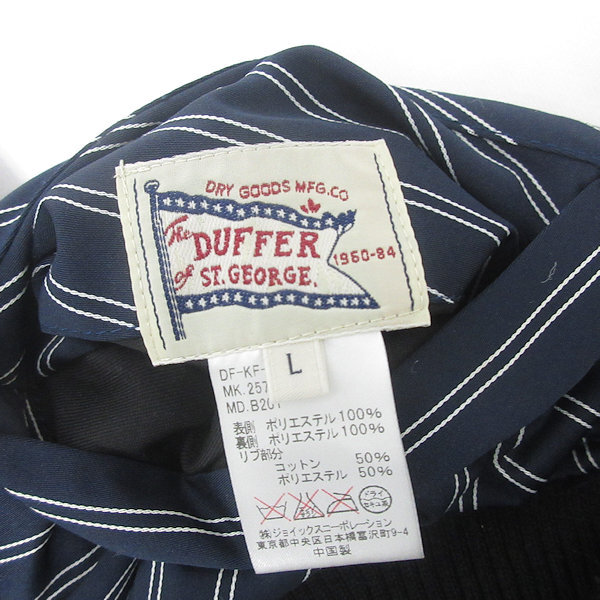 DRY GOODS MFG.CO
The
DUFFER
of ST. GEORGE.
1950-84
L
DF-KF-
MK.257
MD.B201
表側 ポリエステル100%
裏側 ポリエステル100%
リブ部分
コットン 50%
ポリエステル 50%
ドライ
セキユ系
㈱ジョイックスコーポレーション
東京都中央区日本橋富沢町9-4
中国製